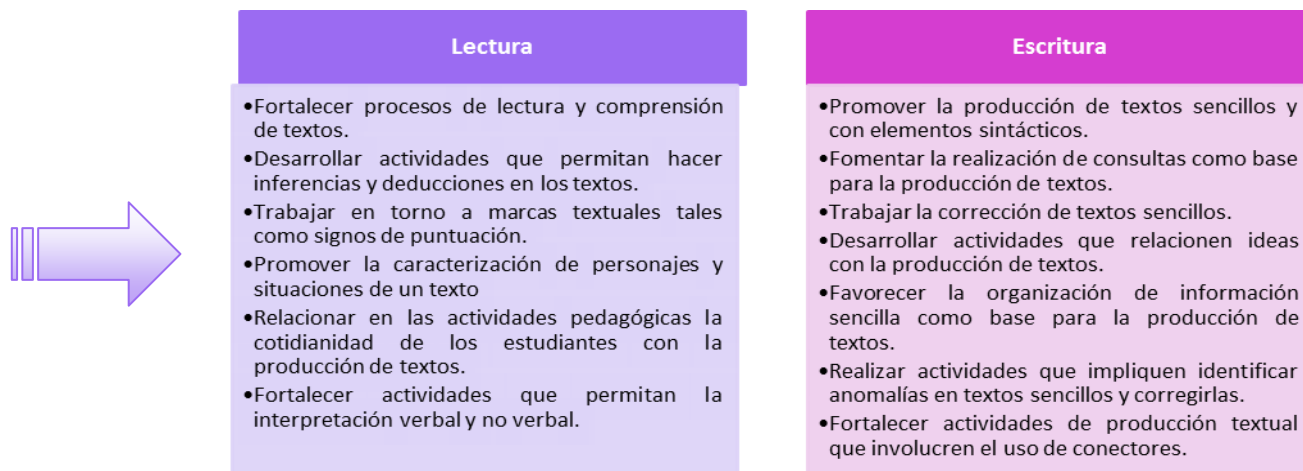 Lectura
•Fortalecer procesos de lectura y comprensión
de textos.
•Desarrollar actividades que permitan hacer
inferencias y deducciones en los textos.
•Trabajar en torno a marcas textuales tales
como signos de puntuación.
•Promover la caracterización de personajes y
situaciones de un texto
•Relacionar en las actividades pedagógicas la
cotidianidad de los estudiantes con la
producción de textos.
•Fortalecer actividades que permitan la
interpretación verbal y no verbal.
Escritura
•Promover la producción de textos sencillos y
con elementos sintácticos.
•Fomentar la realización de consultas como base
para la producción de textos.
•Trabajar la corrección de textos sencillos.
•Desarrollar actividades que relacionen ideas
con la producción de textos.
•Favorecer la organización de información
sencilla como base para la producción de
textos.
•Realizar actividades que impliquen identificar
anomalías en textos sencillos y corregirlas.
•Fortalecer actividades de producción textual
que involucren el uso de conectores.